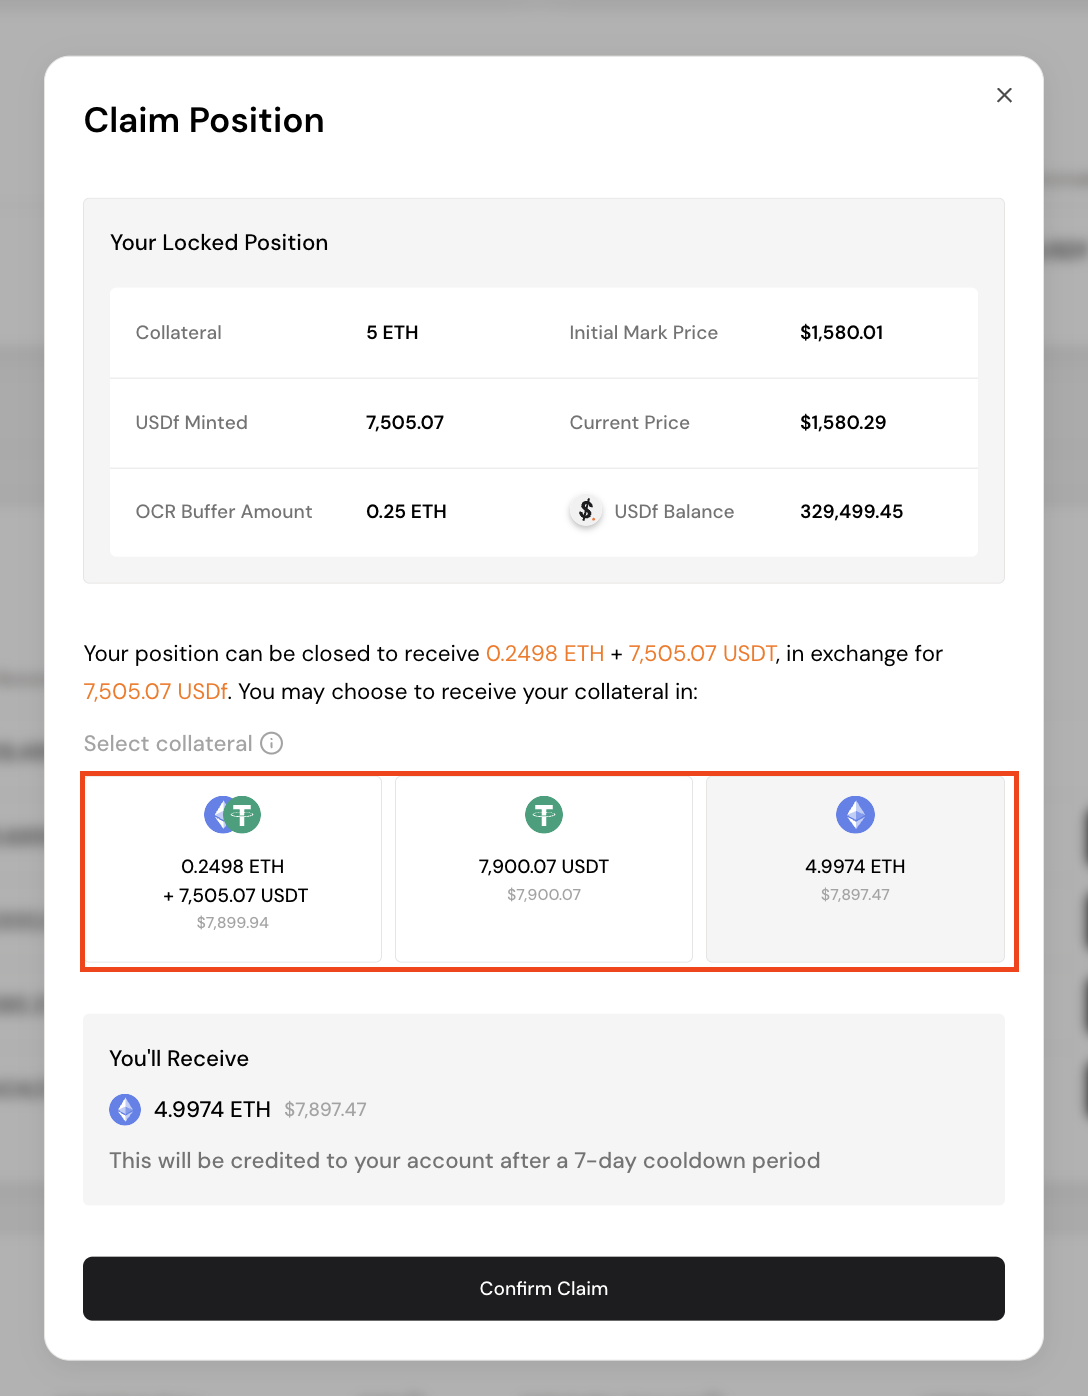 Claim Position
Your Locked Position
Collateral 5 ETH Initial Mark Price $1,580.01
USDf Minted 7,505.07 Current Price $1,580.29
OCR Buffer Amount 0.25 ETH $ USDf Balance 329,499.45
Your position can be closed to receive 0.2498 ETH + 7,505.07 USDT, in exchange for
7,505.07 USDf. You may choose to receive your collateral in:
Select collateral
0.2498 ETH
+ 7,505.07 USDT
$7,899.94
7,900.07 USDT
$7,900.07
4.9974 ETH
$7,897.47
You'll Receive
4.9974 ETH $7,897.47
This will be credited to your account after a 7-day cooldown period
Confirm Claim